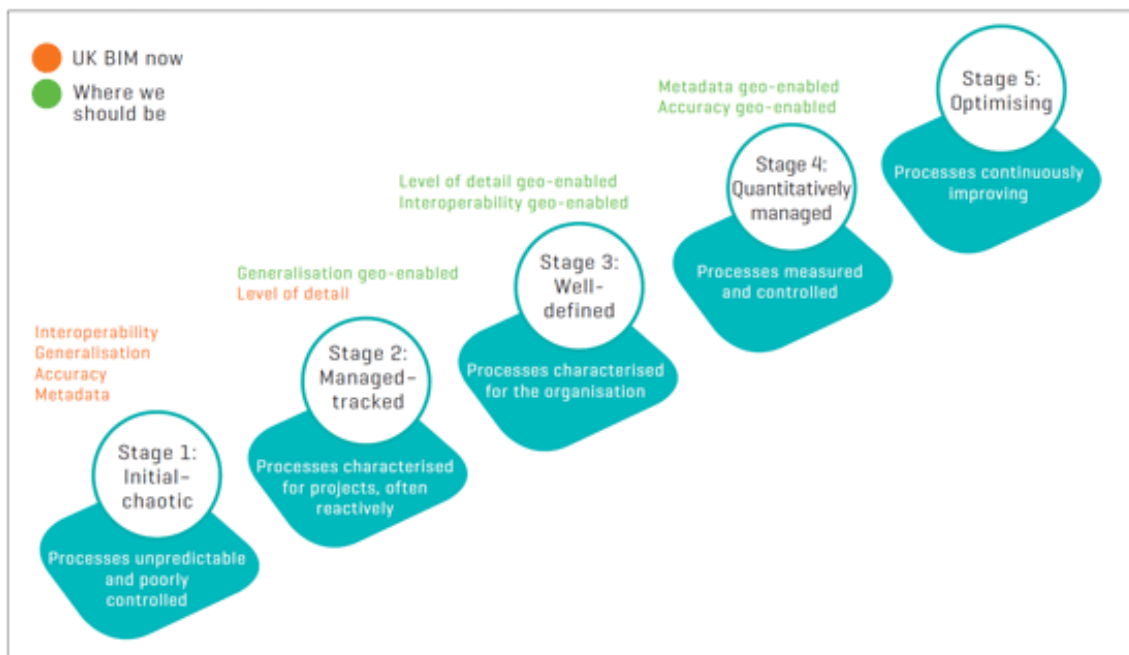 UK BIM now
Where we
should be
Interoperability
Generalisation
Accuracy
Metadata
Stage 1:
Initial–
chaotic
Processes unpredictable
and poorly
controlled
Generalisation geo-enabled
Level of detail
Stage 2:
Managed–
tracked
Processes characterised
for projects, often
reactively
Level of detail geo-enabled
Interoperability geo-enabled
Stage 3:
Well-
defined
Processes characterised
for the organisation
Metadata geo-enabled
Accuracy geo-enabled
Stage 4:
Quantitatively
managed
Processes measured
and controlled
Stage 5:
Optimising
Processes continuously
improving